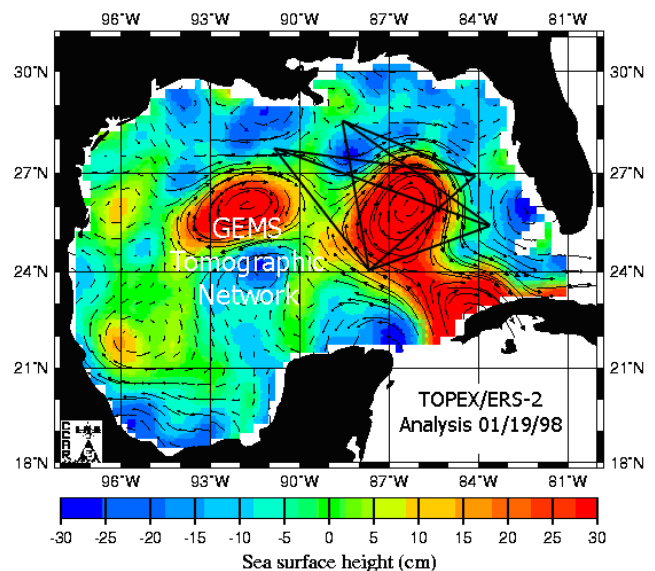 96°W 93°W 90°W 87°W 84°W 81°W
30°N 30°N
27°N 27°N
GEMS
Tomographic
Network
24°N 24°N
21°N 21°N
TOPEX/ERS-2
Analysis 01/19/98
18°N 18°N
96°W 93°W 90°W 87°W 84°W 81°W
-30 -25 -20 -15 -10 -5 0 5 10 15 20 25 30
Sea surface height (cm)